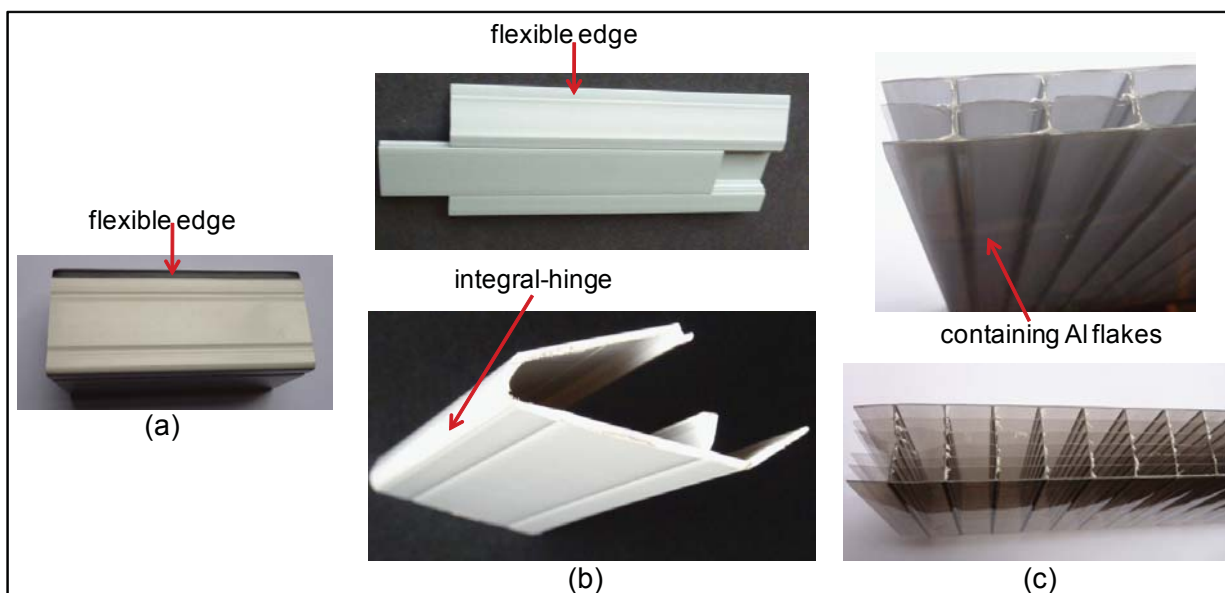 flexible edge
flexible edge
integral-hinge
containing Al flakes
(a)
(b)
(c)